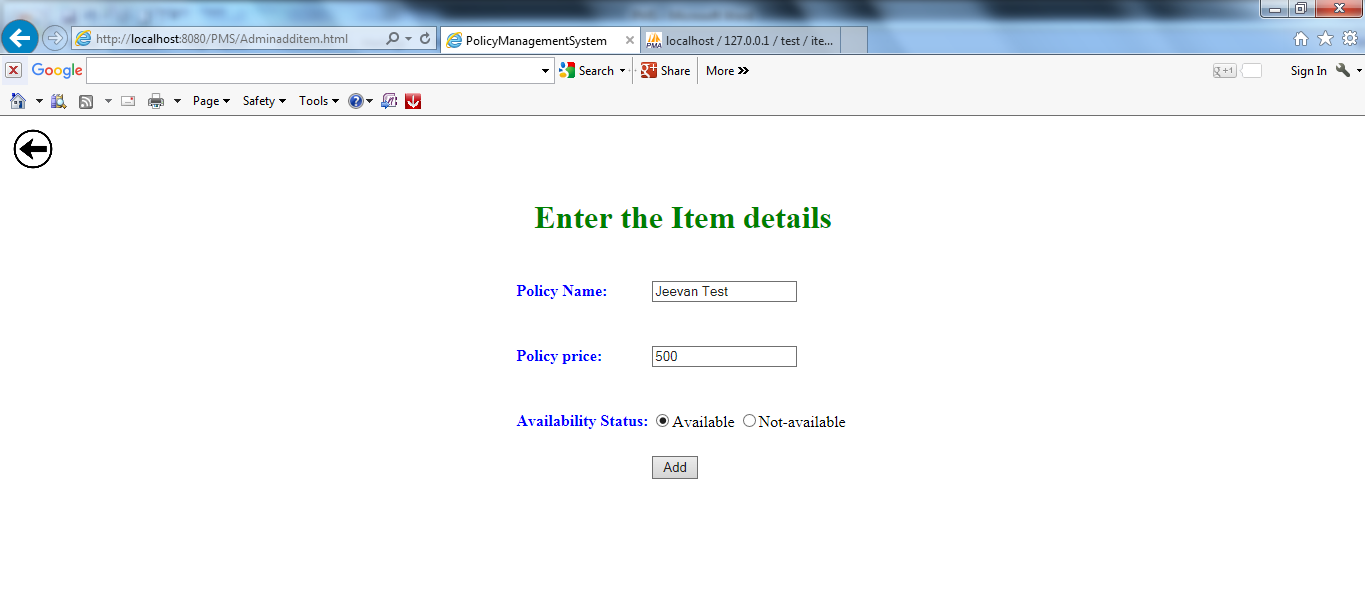 http://localhost:8080/PMS/Adminadditem.html
PolicyManagementSystem
PMA localhost / 127.0.0.1 / test / ite...
Google Search Share More
g+1 Sign In
Page Safety Tools
Enter the Item details
Policy Name: Jeevan Test
Policy price: 500
Availability Status: Available Not-available
Add